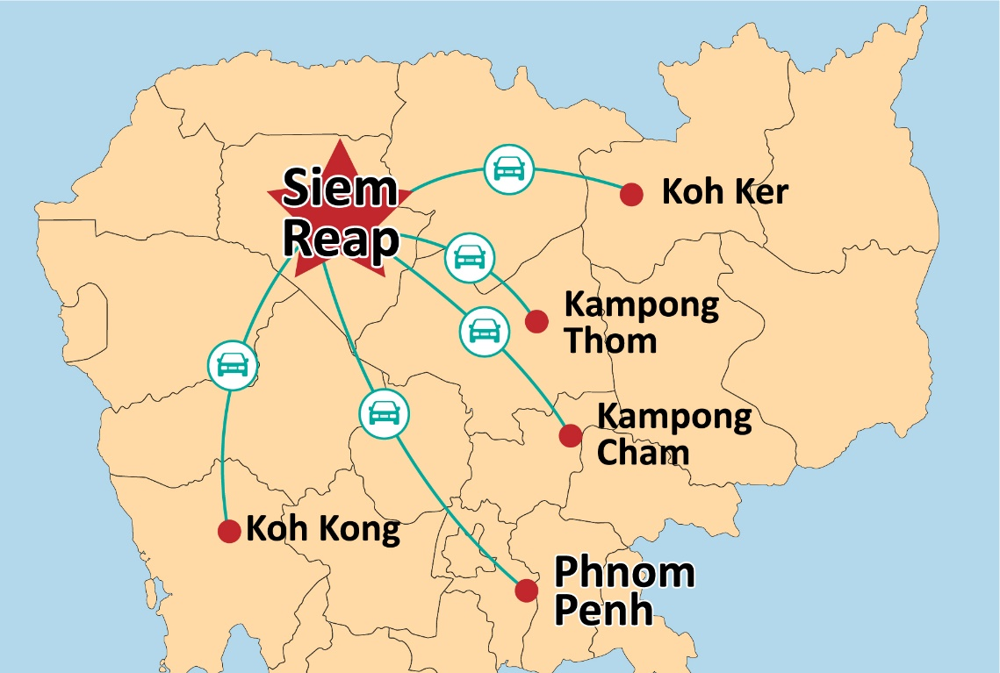 Siem
Reap
Koh Ker
Kampong
Thom
Kampong
Cham
Koh Kong
Phnom
Penh